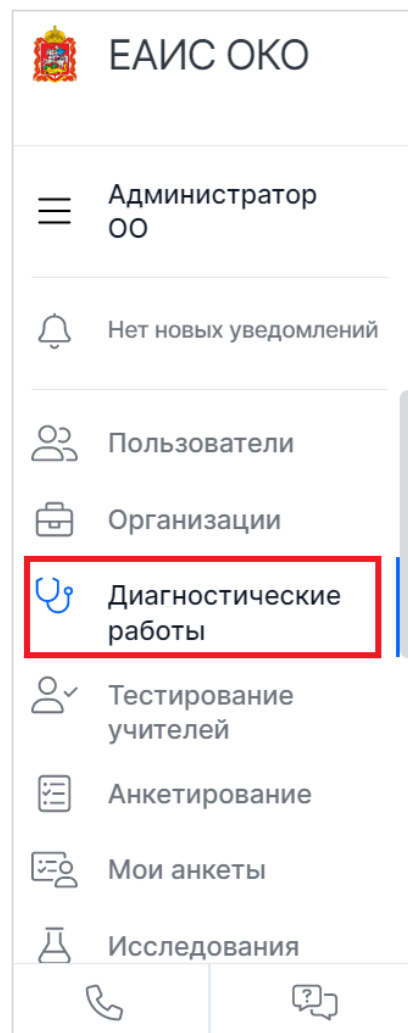 ЕАИС ОКО
Администратор
ОО
Нет новых уведомлений
Пользователи
Организации
Диагностические
работы
Тестирование
учителей
Анкетирование
Мои анкеты
Исследования